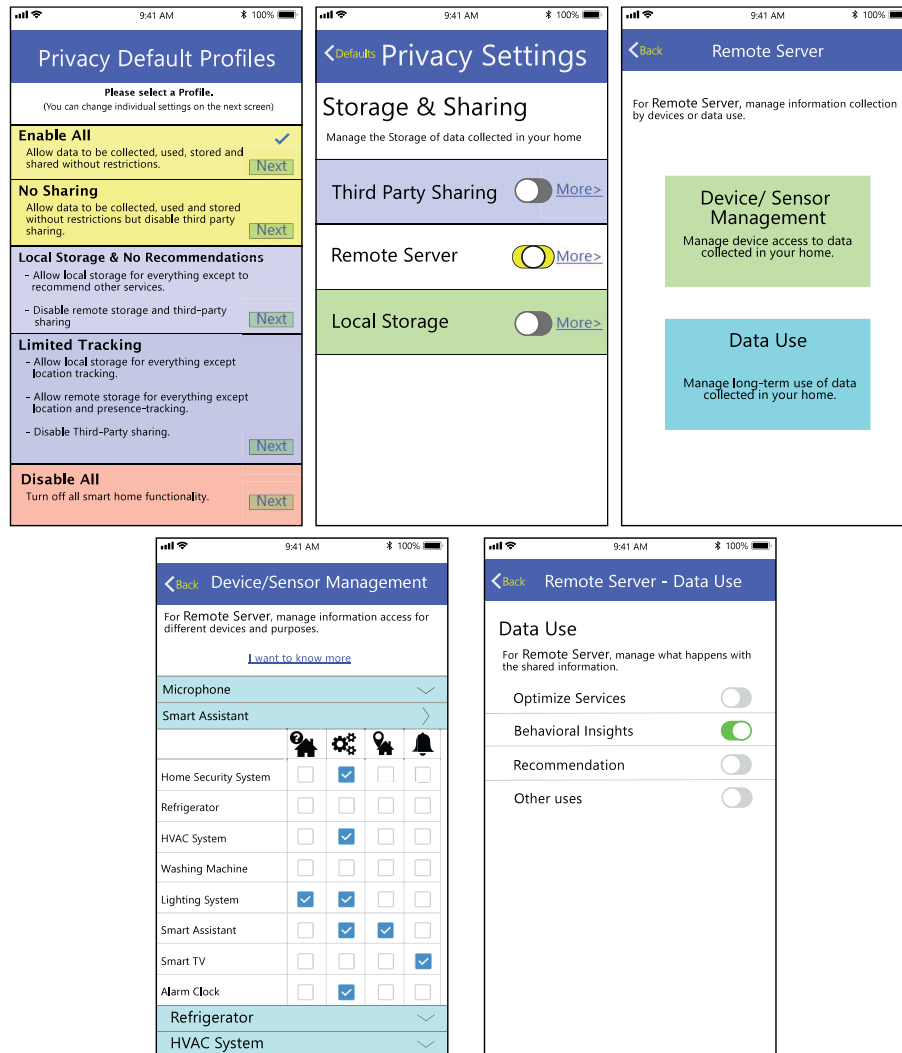 9:41 AM
100%
Privacy Default Profiles
Please select a Profile.
(You can change individual settings on the next screen)
Enable All
Allow data to be collected, used, stored and
shared without restrictions.
Next
No Sharing
Allow data to be collected, used and stored
without restrictions but disable third party
sharing.
Next
Local Storage & No Recommendations
- Allow local storage for everything except to
recommend other services.
- Disable remote storage and third-party
sharing
Next
Limited Tracking
- Allow local storage for everything except
location tracking.
- Allow remote storage for everything except
location and presence-tracking.
- Disable Third-Party sharing.
Next
Disable All
Turn off all smart home functionality.
Next
9:41 AM
100%
Defaults Privacy Settings
Storage & Sharing
Manage the Storage of data collected in your home
Third Party Sharing More>
Remote Server More>
Local Storage More>
9:41 AM
100%
Back Remote Server
For Remote Server, manage information collection
by devices or data use.
Device/ Sensor
Management
Manage device access to data
collected in your home.
Data Use
Manage long-term use of data
collected in your home.
9:41 AM
100%
Back Device/Sensor Management
For Remote Server, manage information access for
different devices and purposes.
I want to know more
Microphone
Smart Assistant
?
Home Security System
Refrigerator
HVAC System
Washing Machine
Lighting System
Smart Assistant
Smart TV
Alarm Clock
Refrigerator
HVAC System
9:41 AM
100%
Back Remote Server - Data Use
Data Use
For Remote Server, manage what happens with
the shared information.
Optimize Services
Behavioral Insights
Recommendation
Other uses